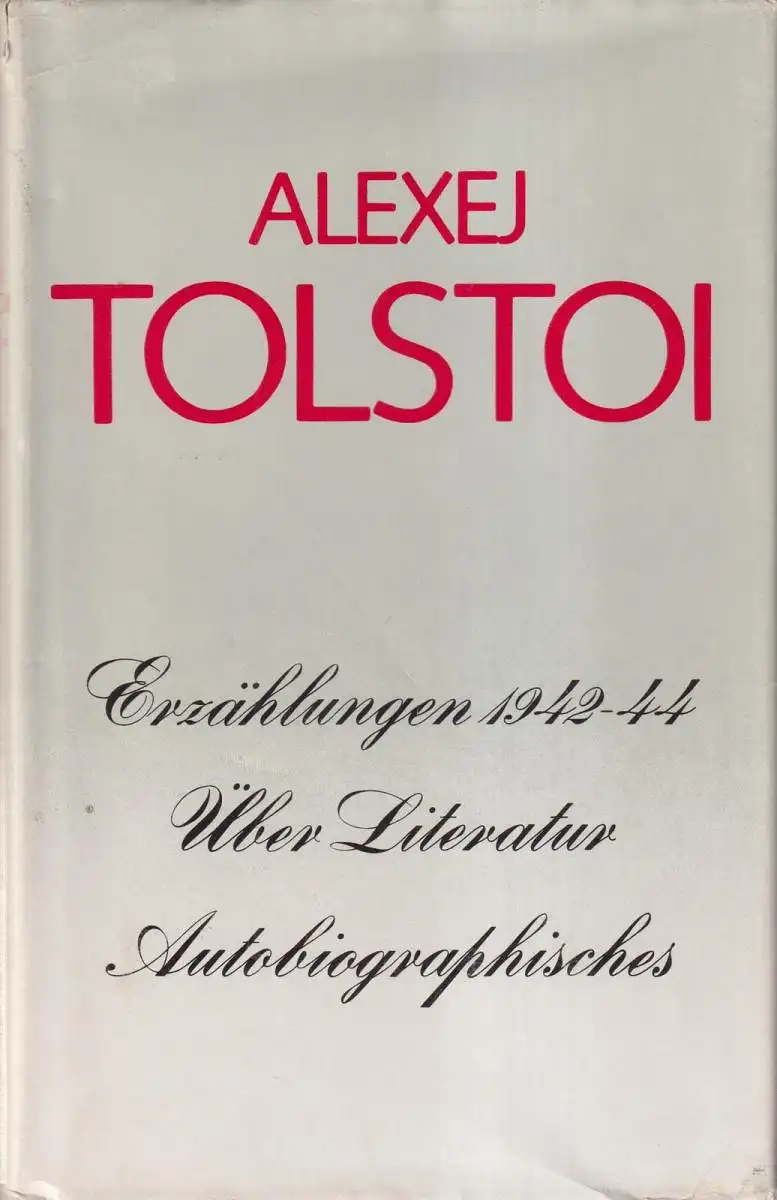 ALEXEJ
TOLSTOI
Erzählungen 1942-44
Über Literatur
Autobiographisches